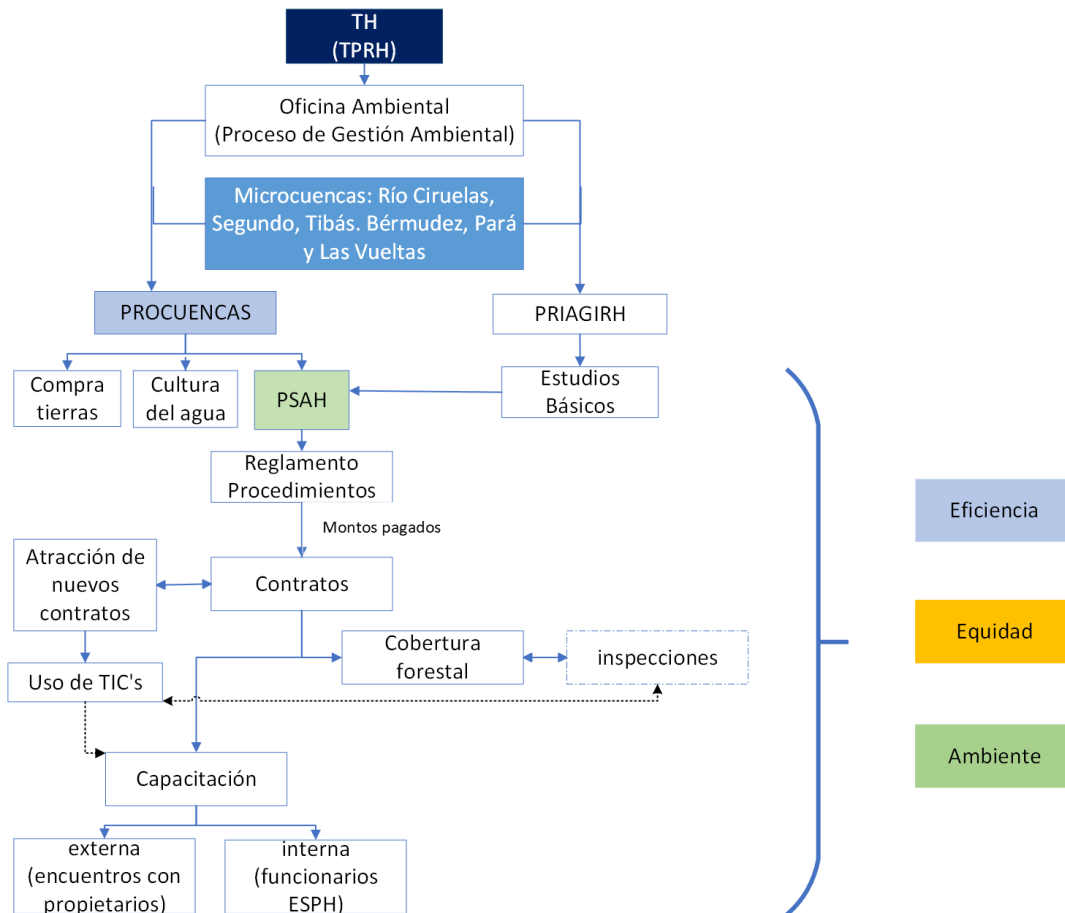 TH
(TPRH)
Oficina Ambiental
(Proceso de Gestión Ambiental)
Microcuencas: Río Ciruelas,
Segundo, Tibás. Bérmudez, Pará
y Las Vueltas
PROCUENCAS
PRIAGIRH
Compra
tierras
Cultura
del agua
PSAH
Estudios
Básicos
Reglamento
Procedimientos
Montos pagados
Atracción de
nuevos
contratos
Contratos
Cobertura
forestal
inspecciones
Uso de TIC's
Capacitación
externa
(encuentros con
propietarios)
interna
(funcionarios
ESPH)
Eficiencia
Equidad
Ambiente